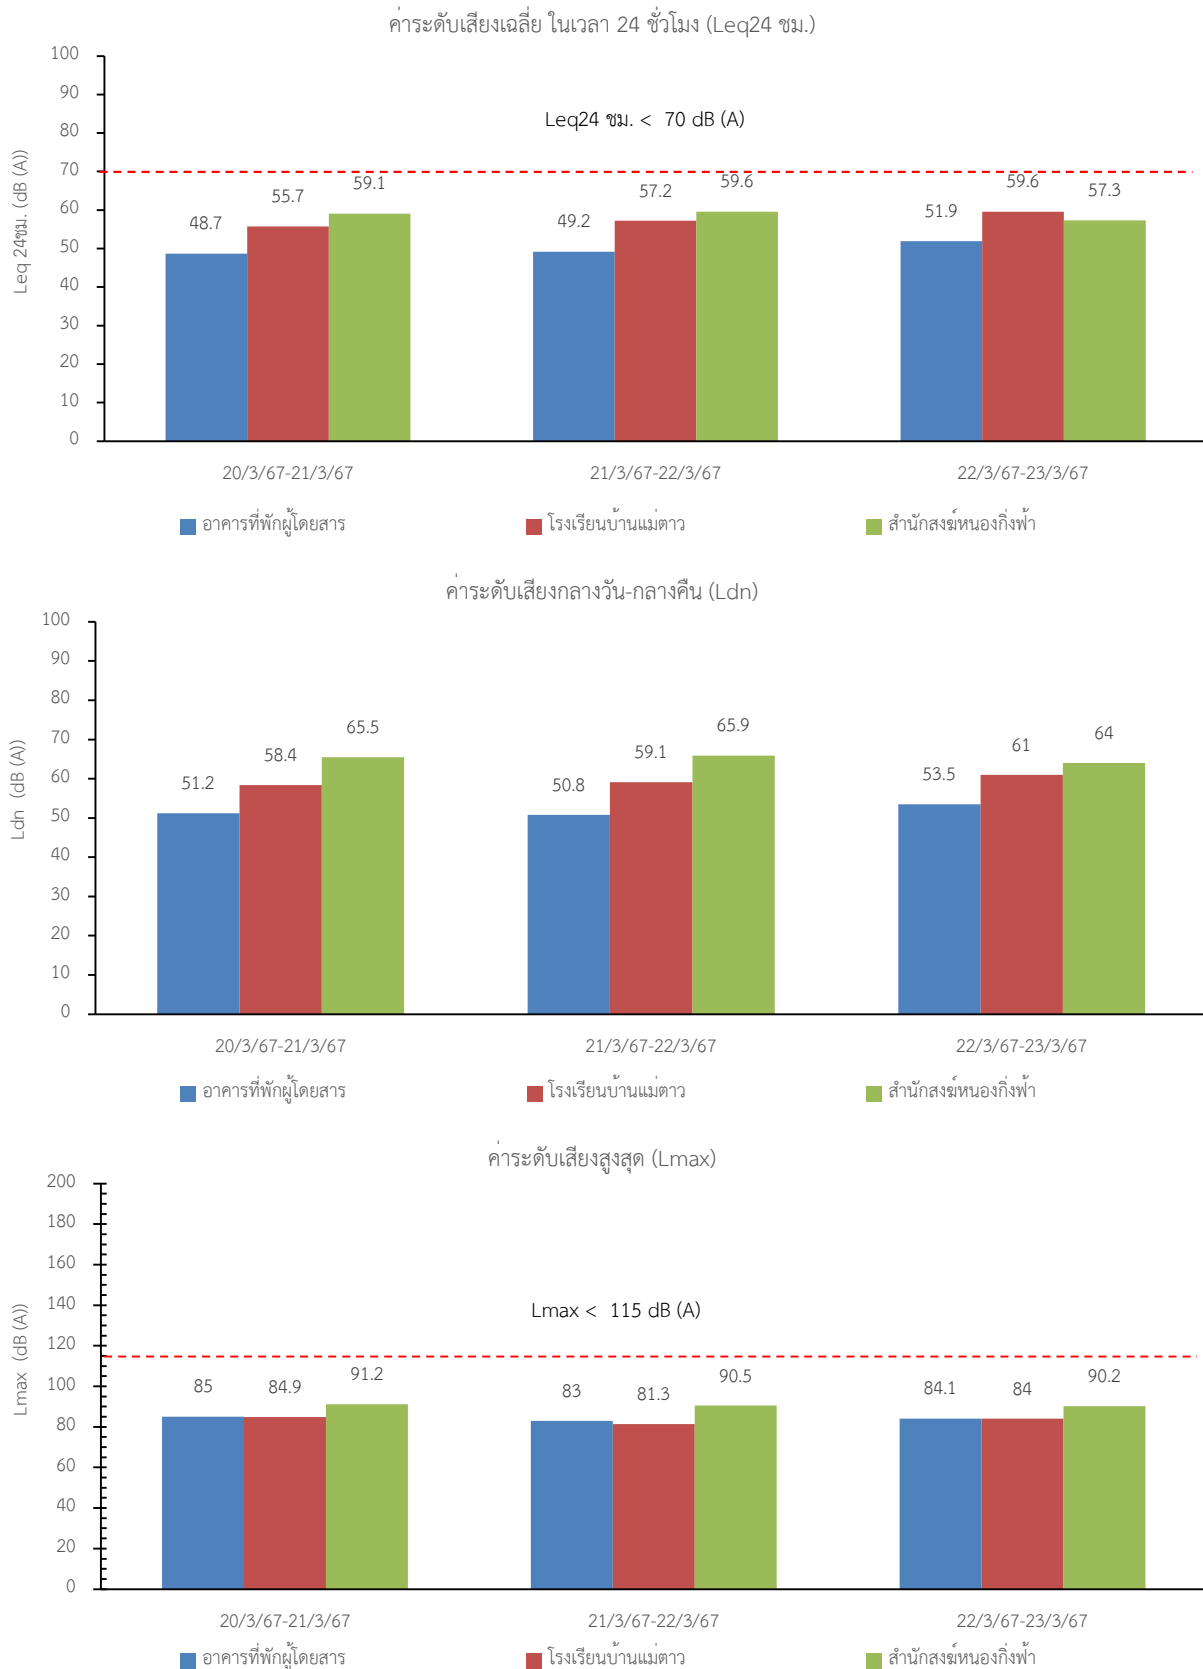 ค่าระดับเสียงเฉลี่ย ในเวลา 24 ชั่วโมง (Leq24 ชม.)
100
90
80
70
60
50
40
30
20
10
0
Leq 24ชม. (dB (A))
Leq24 ชม. < 70 dB (A)
48.7 55.7 59.1
49.2 57.2 59.6
51.9 59.6 57.3
20/3/67-21/3/67 21/3/67-22/3/67 22/3/67-23/3/67
อาคารที่พักผู้โดยสาร โรงเรียนบ้านแม่ตาว สำนักสงฆ์หนองกิ่งฟ้า
ค่าระดับเสียงกลางวัน-กลางคืน (Ldn)
100
90
80
70
60
50
40
30
20
10
0
Ldn (dB (A))
51.2 58.4 65.5
50.8 59.1 65.9
53.5 61 64
20/3/67-21/3/67 21/3/67-22/3/67 22/3/67-23/3/67
อาคารที่พักผู้โดยสาร โรงเรียนบ้านแม่ตาว สำนักสงฆ์หนองกิ่งฟ้า
ค่าระดับเสียงสูงสุด (Lmax)
200
180
160
140
120
100
80
60
40
20
0
Lmax (dB (A))
Lmax < 115 dB (A)
85 84.9 91.2
83 81.3 90.5
84.1 84 90.2
20/3/67-21/3/67 21/3/67-22/3/67 22/3/67-23/3/67
อาคารที่พักผู้โดยสาร โรงเรียนบ้านแม่ตาว สำนักสงฆ์หนองกิ่งฟ้า